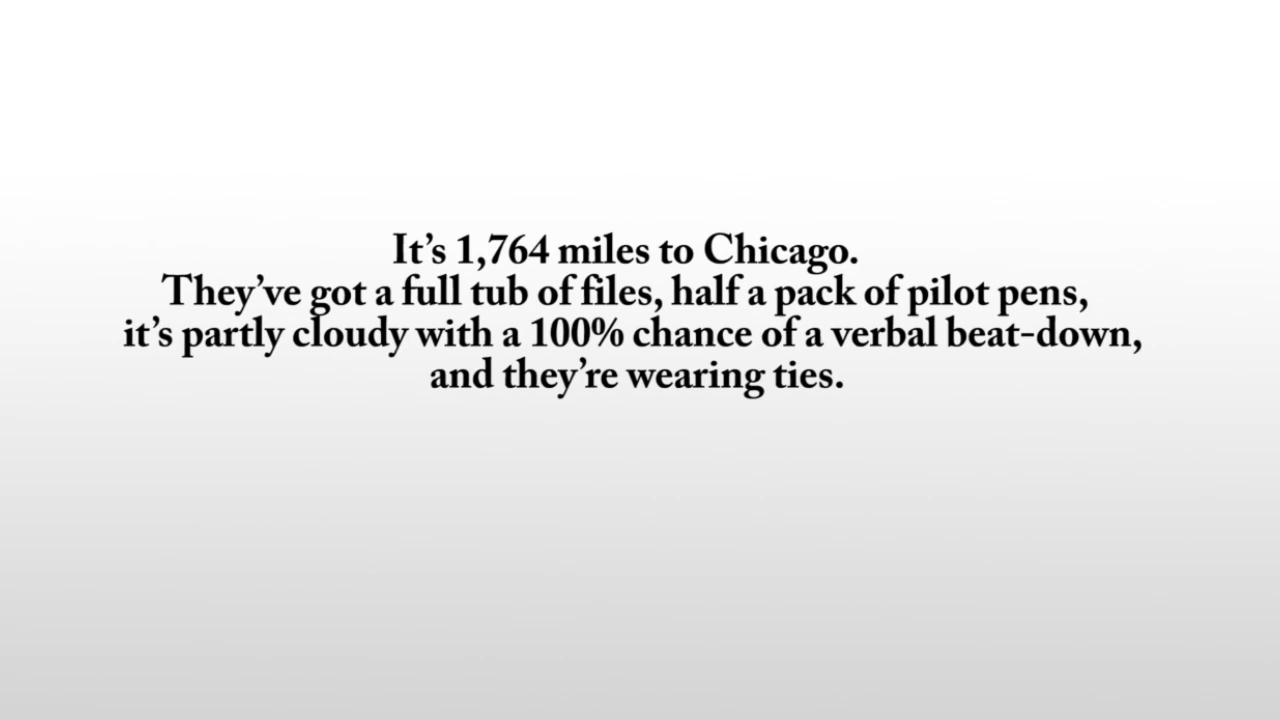 It’s 1,764 miles to Chicago.
They’ve got a full tub of files, half a pack of pilot pens,
it’s partly cloudy with a 100% chance of a verbal beat-down,
and they’re wearing ties.